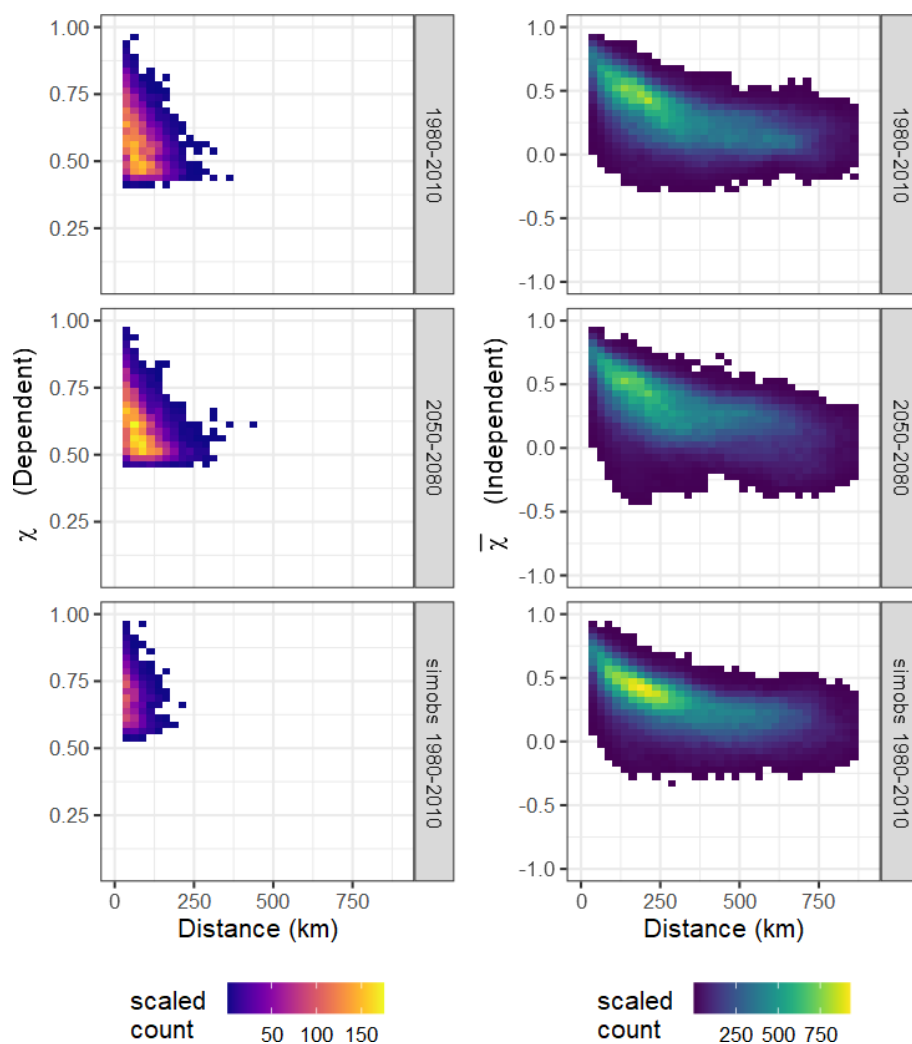 1.00
0.75
0.50
0.25
1980-2010
1.0
0.5
0.0
-0.5
-1.0
1980-2010
χ (Dependent)
1.00
0.75
0.50
0.25
2050-2080
χ̅ (Independent)
1.0
0.5
0.0
-0.5
-1.0
2050-2080
1.00
0.75
0.50
0.25
simobs 1980-2010
1.0
0.5
0.0
-0.5
-1.0
simobs 1980-2010
0 250 500 750
Distance (km)
0 250 500 750
Distance (km)
scaled
count
50 100 150
scaled
count
250 500 750